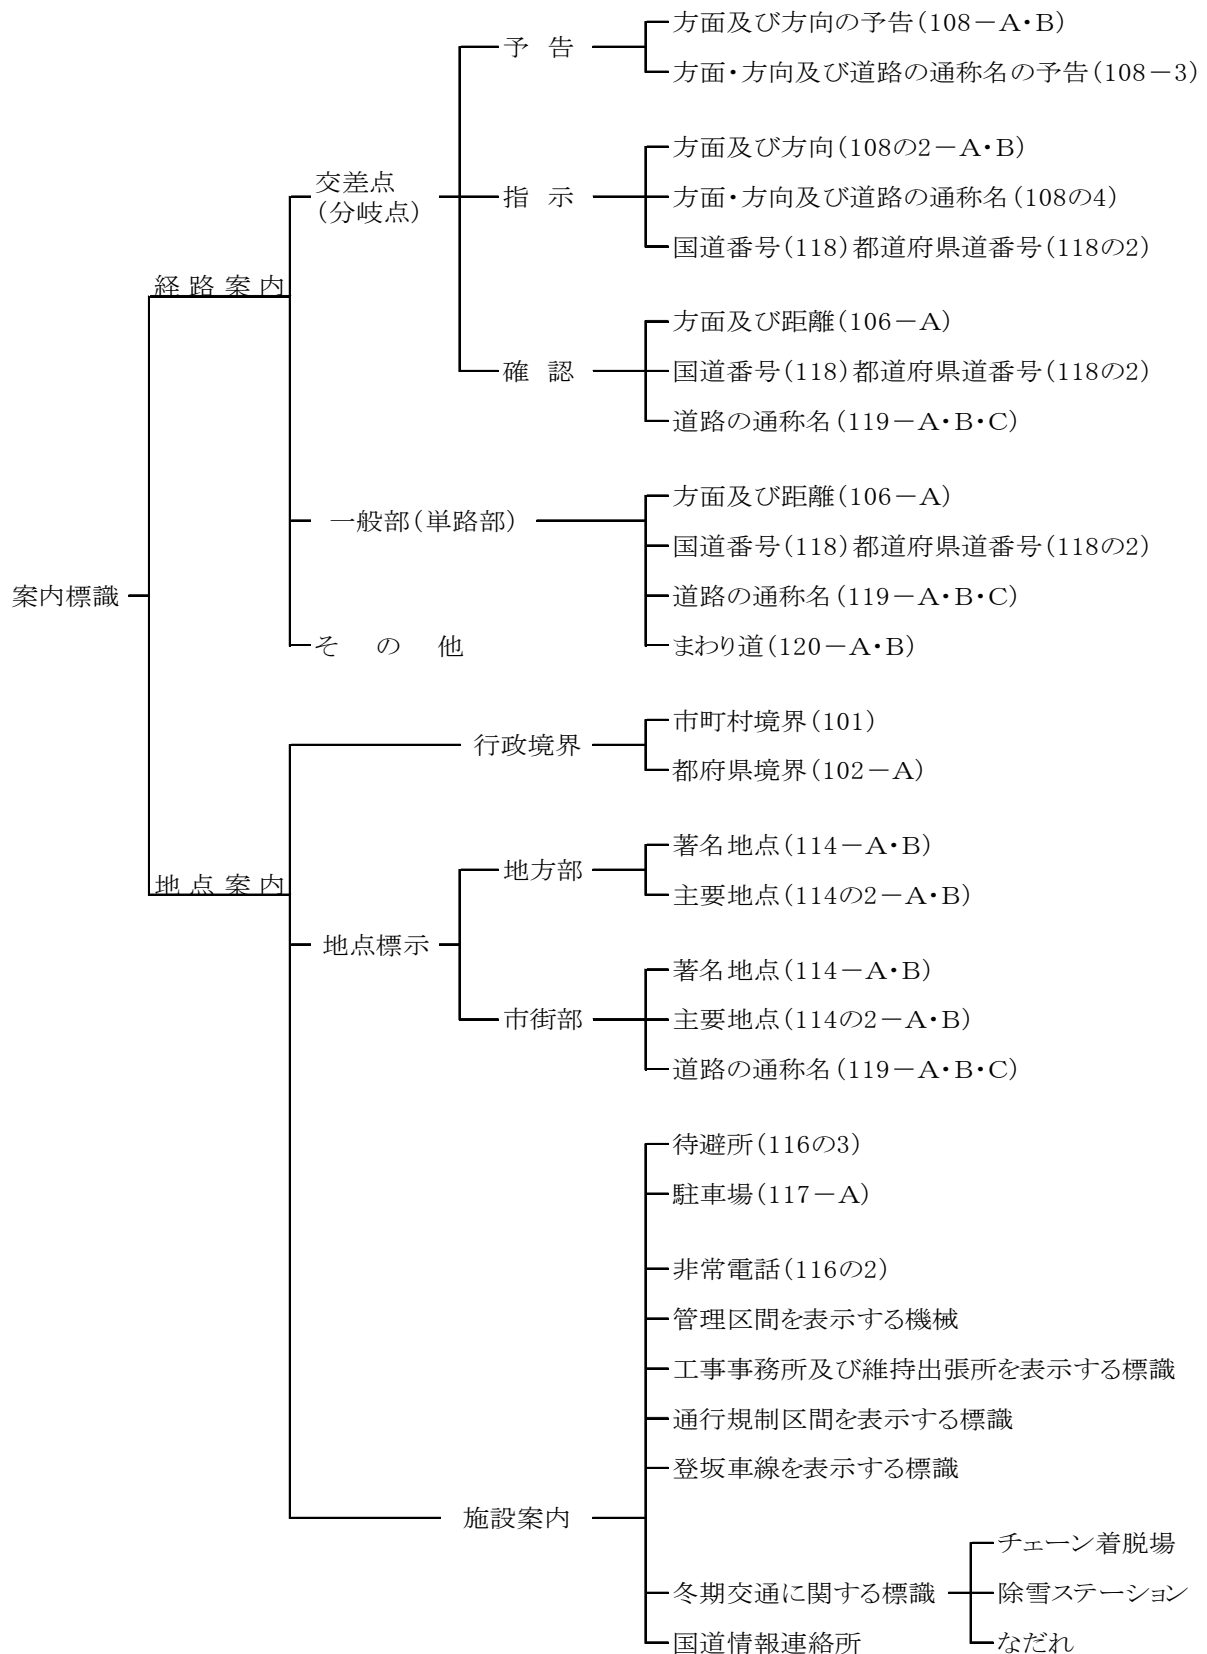 案内標識
経路案内
交差点
(分岐点)
予告
方面及び方向の予告(108－A・B)
方面・方向及び道路の通称名の予告(108－3)
指示
方面及び方向(108の2－A・B)
方面・方向及び道路の通称名(108の4)
国道番号(118)都道府県道番号(118の2)
確認
方面及び距離(106－A)
国道番号(118)都道府県道番号(118の2)
道路の通称名(119－A・B・C)
一般部(単路部)
方面及び距離(106－A)
国道番号(118)都道府県道番号(118の2)
道路の通称名(119－A・B・C)
まわり道(120－A・B)
その他
地点案内
行政境界
市町村境界(101)
都府県境界(102－A)
地点標示
地方部
著名地点(114－A・B)
主要地点(114の2－A・B)
市街部
著名地点(114－A・B)
主要地点(114の2－A・B)
道路の通称名(119－A・B・C)
施設案内
待避所(116の3)
駐車場(117－A)
非常電話(116の2)
管理区間を表示する機械
工事事務所及び維持出張所を表示する標識
通行規制区間を表示する標識
登坂車線を表示する標識
冬期交通に関する標識
チェーン着脱場
除雪ステーション
なだれ
国道情報連絡所